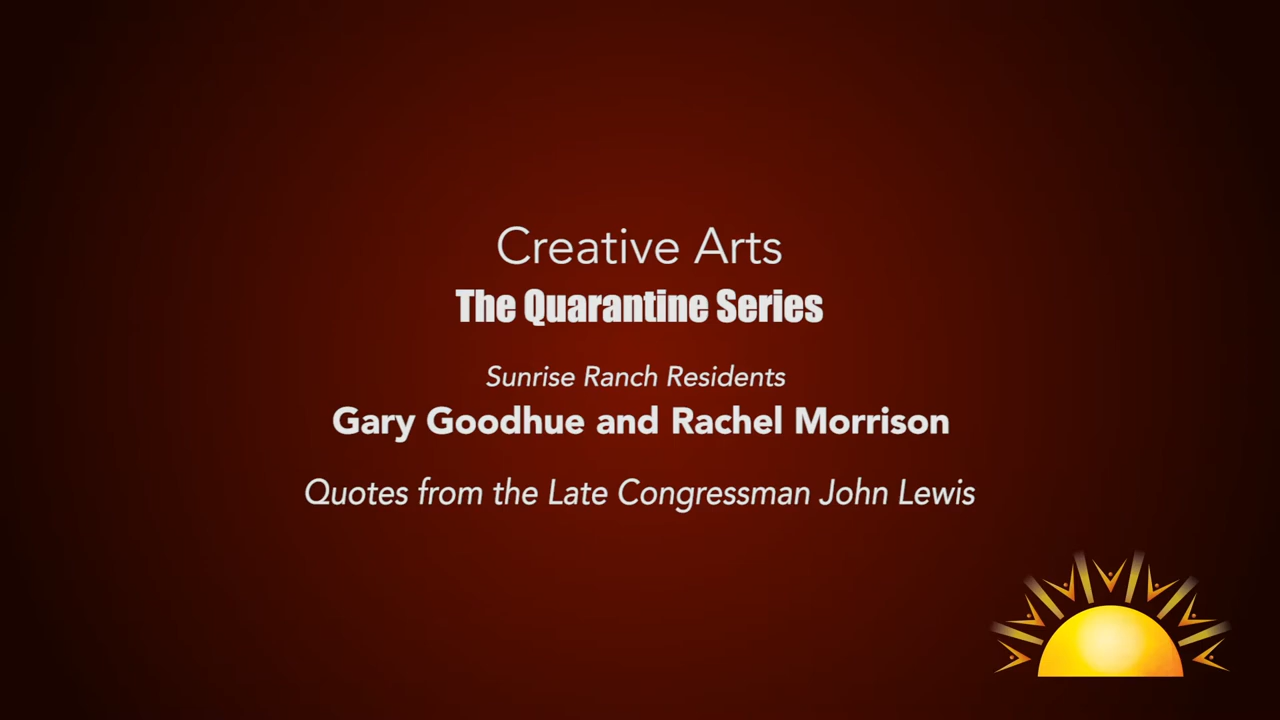 Creative Arts
The Quarantine Series
Sunrise Ranch Residents
Gary Goodhue and Rachel Morrison
Quotes from the Late Congressman John Lewis